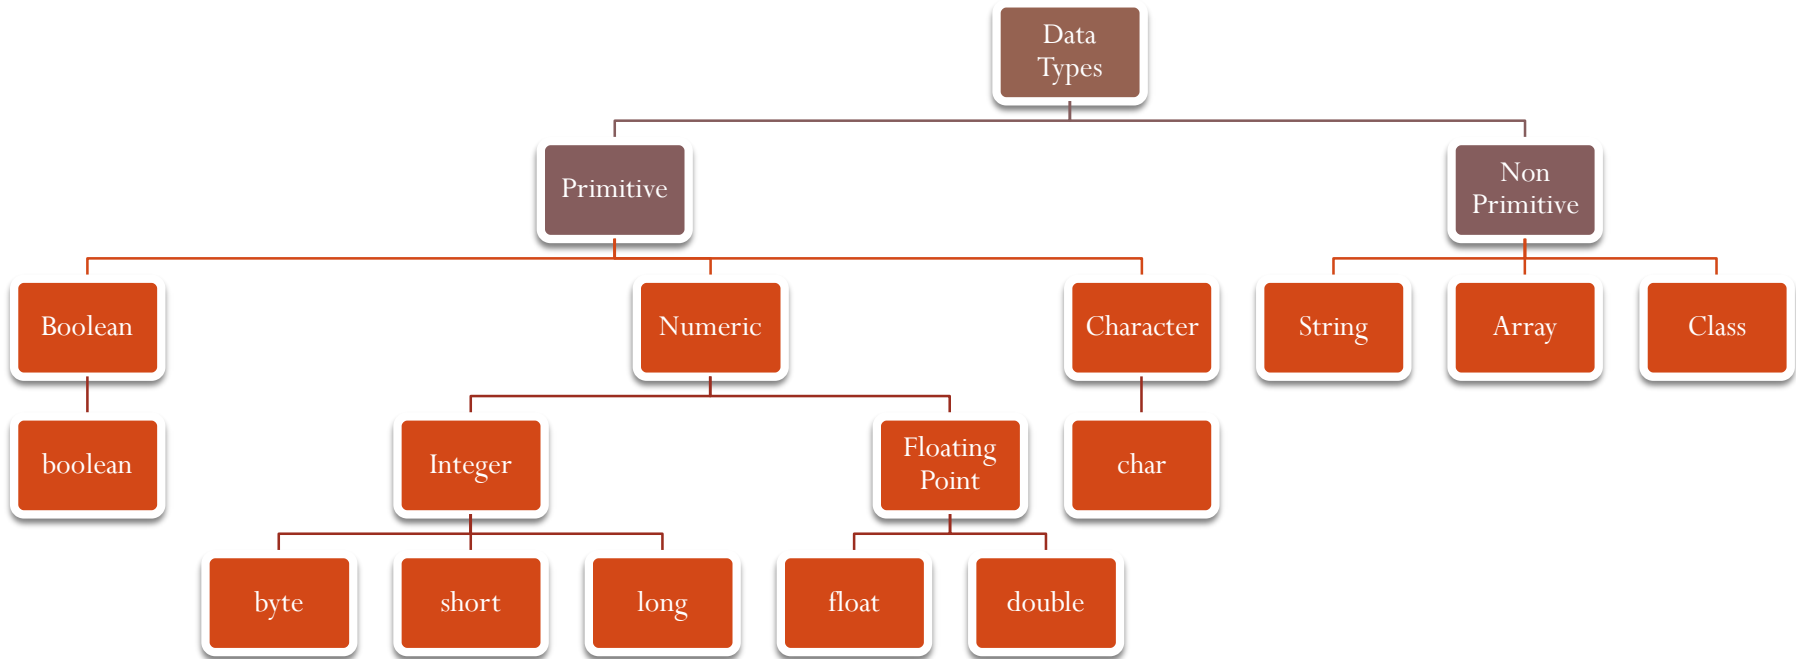 Data
Types
Primitive
Non
Primitive
Boolean
Numeric
Character
String
Array
Class
boolean
Integer
Floating
Point
char
byte
short
long
float
double